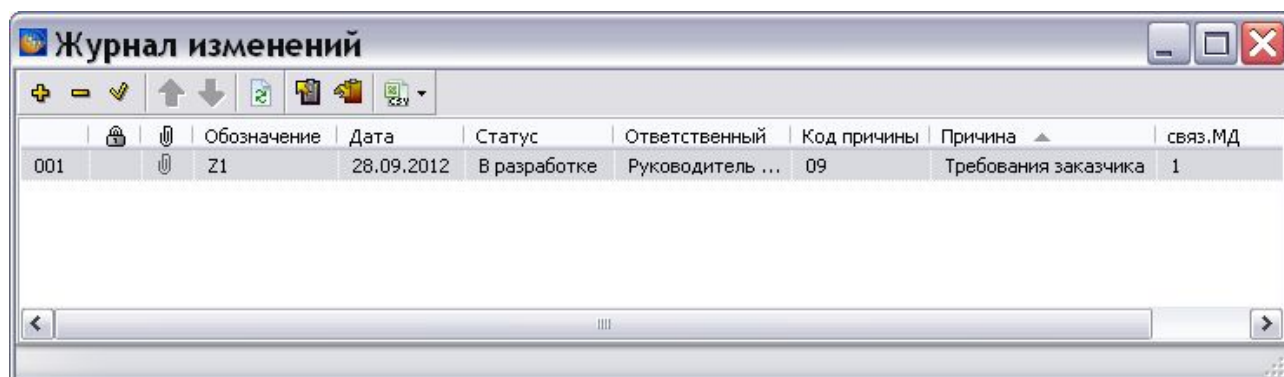 Журнал изменений
CSV
Обозначение Дата Статус Ответственный Код причины Причина связ.МД
001 Z1 28.09.2012 В разработке Руководитель ... 09 Требования заказчика 1